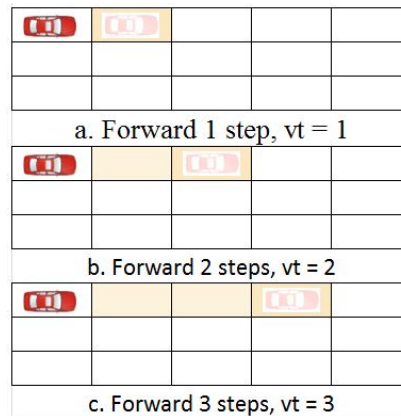 a. Forward 1 step, vt = 1
b. Forward 2 steps, vt = 2
c. Forward 3 steps, vt = 3